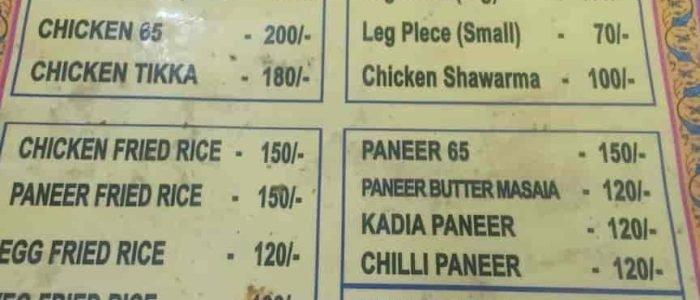 CHICKEN 65 - 200/-
CHICKEN TIKKA - 180/-
Leg Piece (Small) - 70/-
Chicken Shawarma - 100/-
CHICKEN FRIED RICE - 150/-
PANEER FRIED RICE - 150/-
EGG FRIED RICE - 120/-
FRIED RICE
PANEER 65 - 150/-
PANEER BUTTER MASAIA - 120/-
KADIA PANEER - 120/-
CHILLI PANEER - 120/-